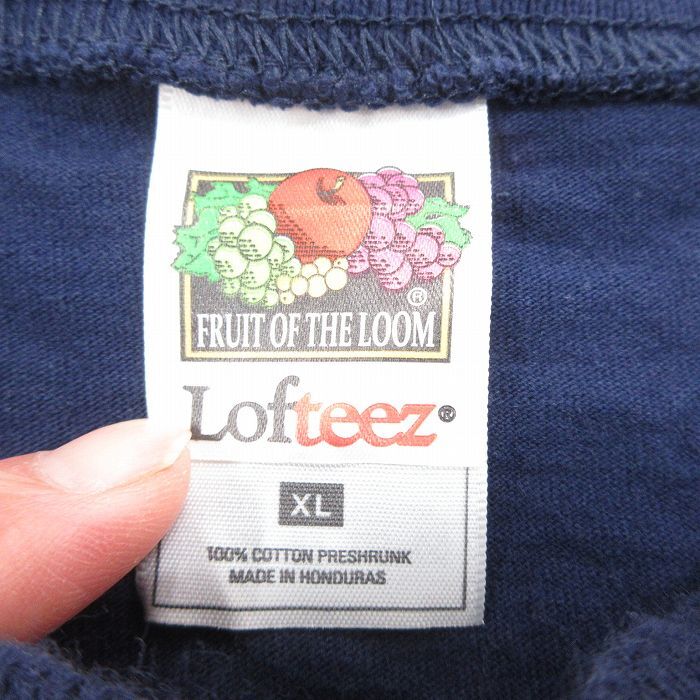 ®
FRUIT OF THE LOOM
Lofteez®
XL
100% COTTON PRESHRUNK
MADE IN HONDURAS